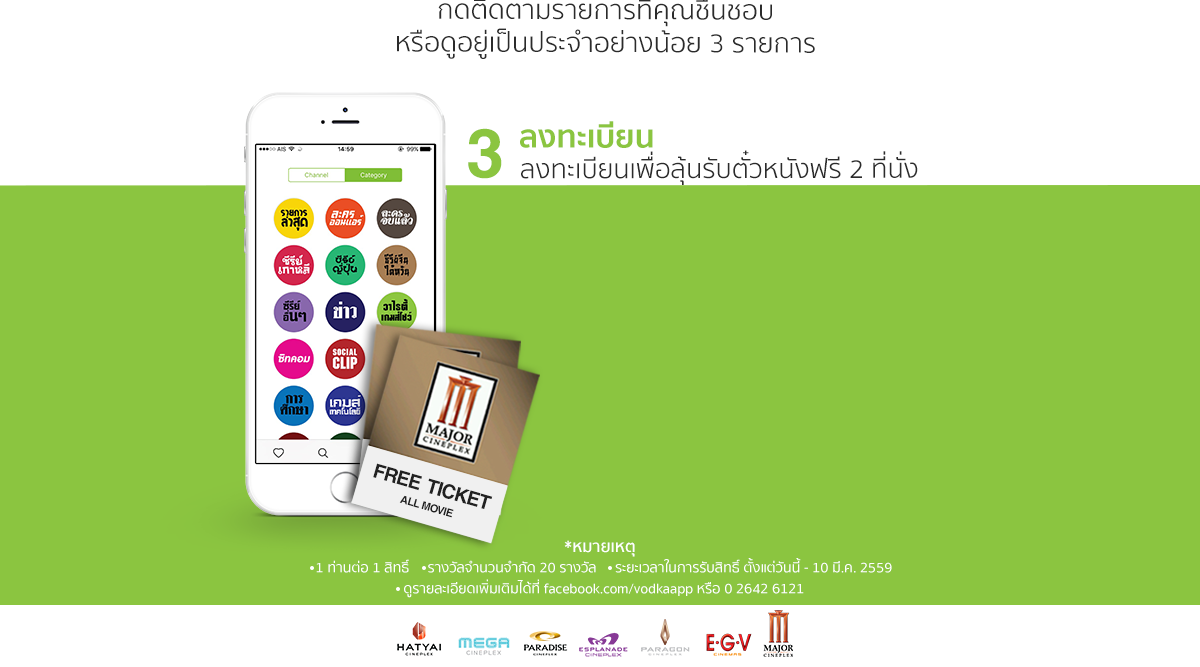 กดติดตามรายการที่คุณชื่นชอบ
หรือดูอยู่เป็นประจำอย่างน้อย 3 รายการ
3
ลงทะเบียน
ลงทะเบียนเพื่อลุ้นรับตั๋วหนังฟรี 2 ที่นั่ง
AIS 14:59 99%
Channel Category
รายการ
ล่าสุด
ละคร
ออนแอร์
ละคร
จบแล้ว
ซีรีย์
เกาหลี
ซีรีย์
ญี่ปุ่น
ซีรีย์จีน
ไต้หวัน
ซีรีย์
อื่นๆ
ข่าว
วาไรตี้
เกมส์โชว์
ซิทคอม
SOCIAL
CLIP
การ
ศึกษา
เกมส์
เทคโนโลยี
MAJOR
CINEPLEX
FREE TICKET
ALL MOVIE
*หมายเหตุ
•1 ท่านต่อ 1 สิทธิ์ •รางวัลจำนวนจำกัด 20 รางวัล •ระยะเวลาในการรับสิทธิ์ ตั้งแต่วันนี้ - 10 มี.ค. 2559
•ดูรายละเอียดเพิ่มเติมได้ที่ facebook.com/vodkaapp หรือ 0 2642 6121
HATYAI
CINEPLEX
MEGA
CINEPLEX
PARADISE
CINEPLEX
ESPLANADE
CINEPLEX
PARAGON
CINEPLEX
E·G·V
CINEMAS
MAJOR
CINEPLEX